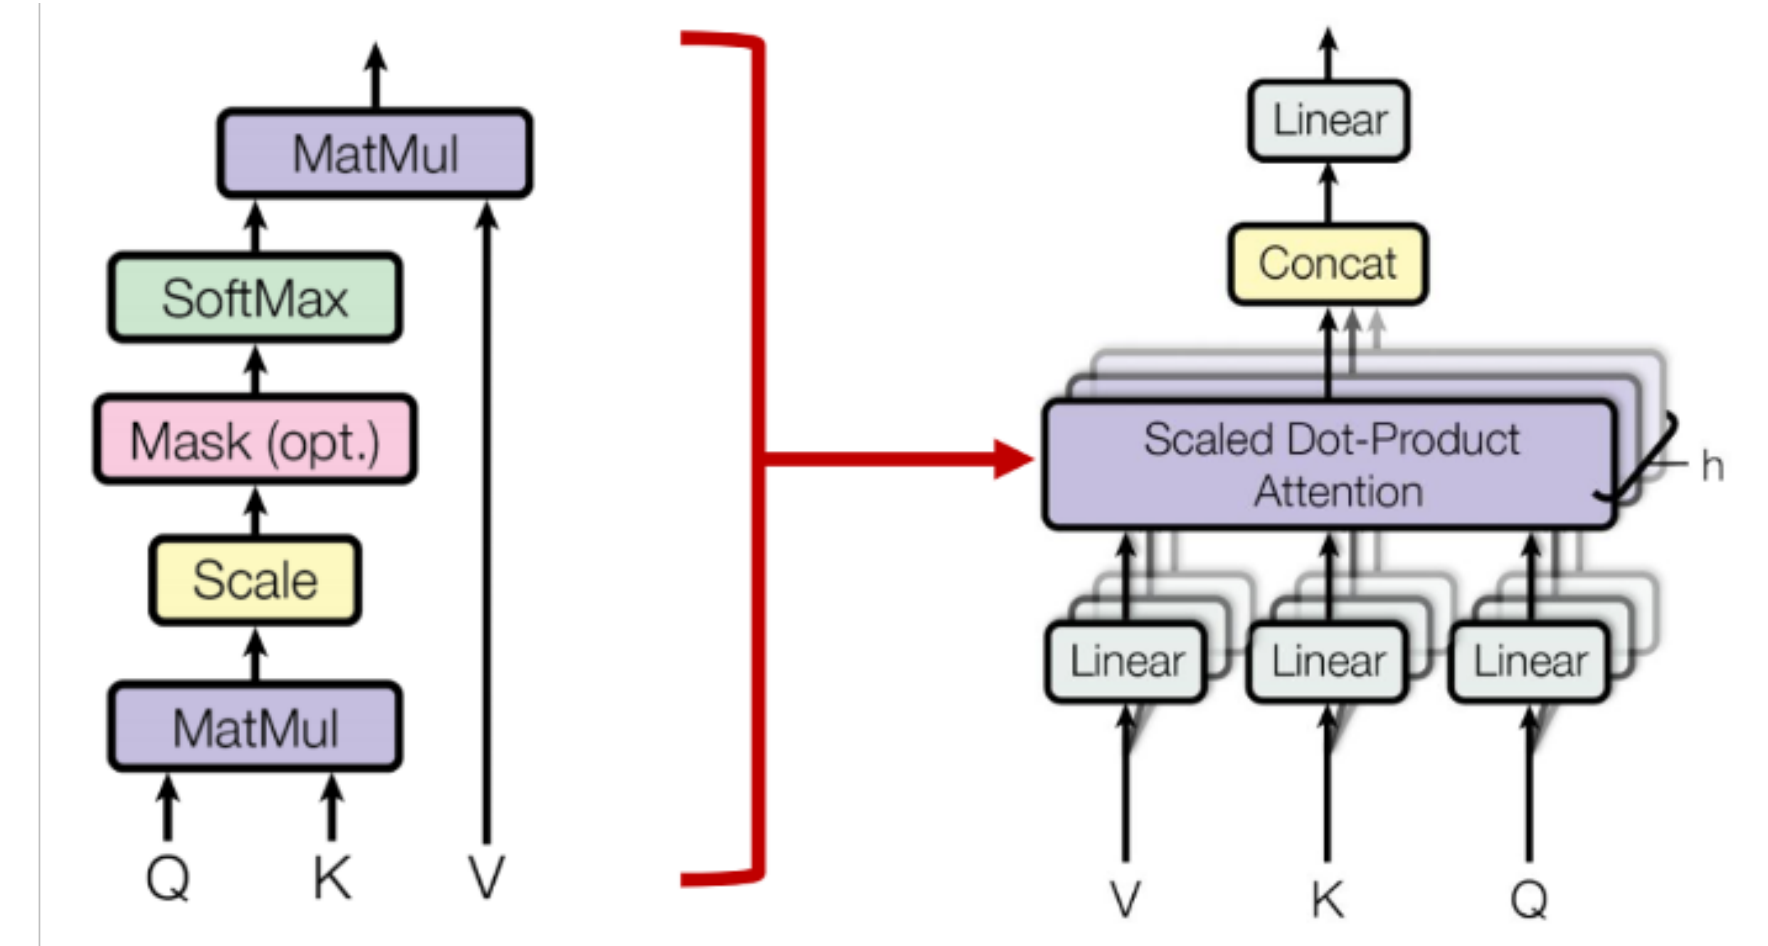 MatMul
SoftMax
Mask (opt.)
Scale
MatMul
Q K V
Linear
Concat
Scaled Dot-Product
Attention
h
Linear Linear Linear
V K Q